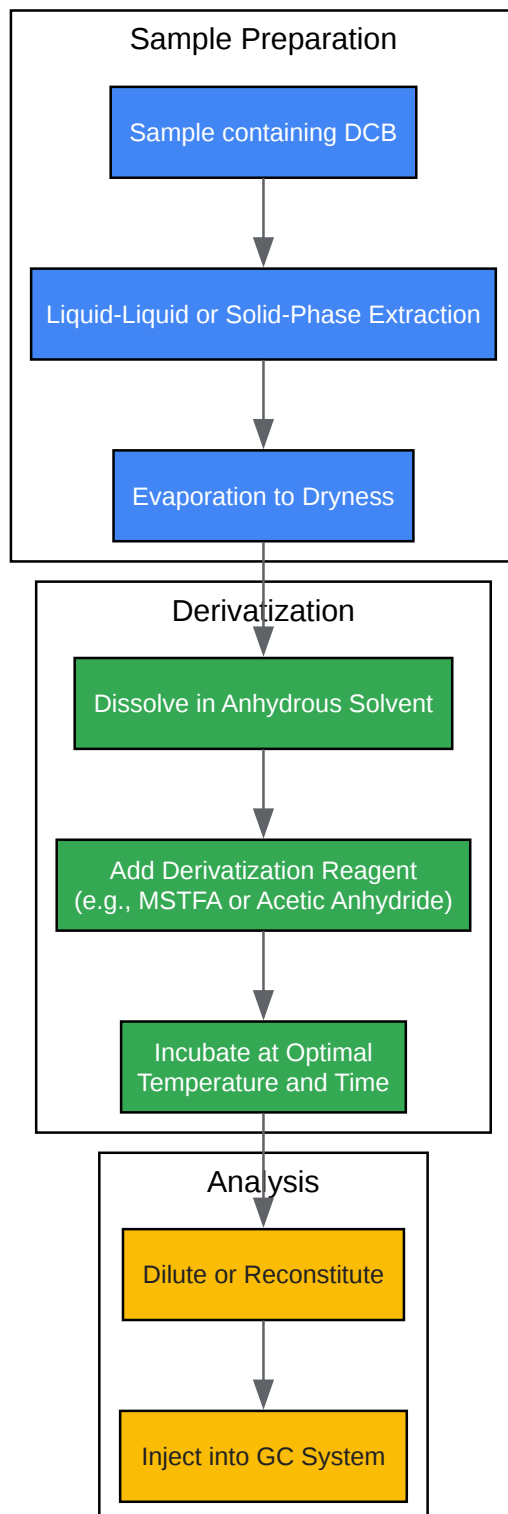 Sample Preparation
Sample containing DCB
Liquid-Liquid or Solid-Phase Extraction
Evaporation to Dryness
Derivatization
Dissolve in Anhydrous Solvent
Add Derivatization Reagent
(e.g., MSTFA or Acetic Anhydride)
Incubate at Optimal
Temperature and Time
Analysis
Dilute or Reconstitute
Inject into GC System